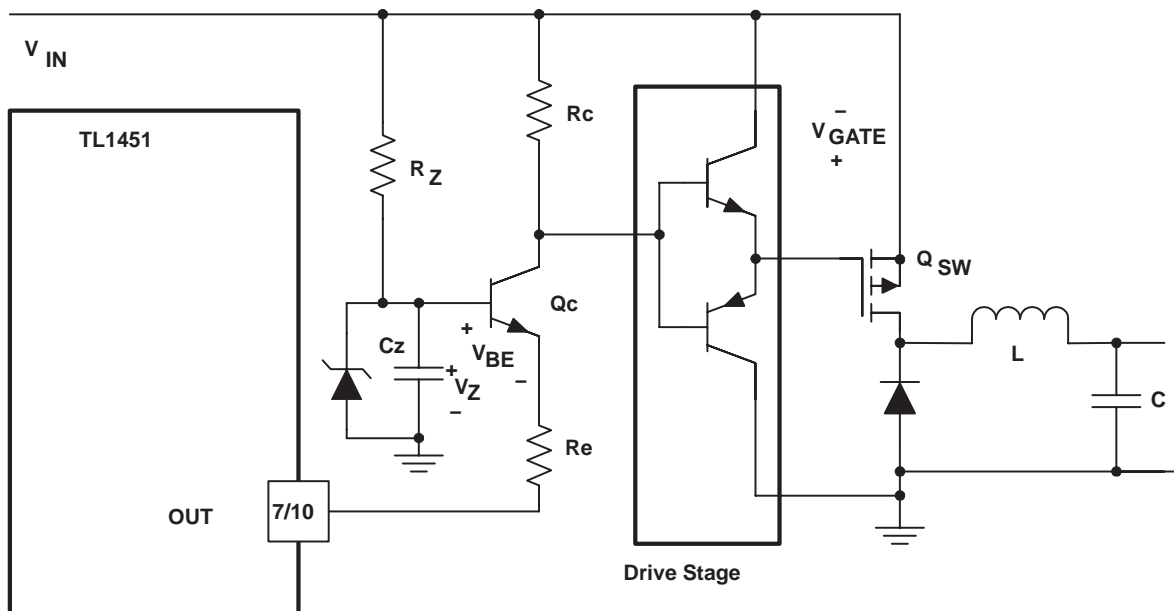 V IN
TL1451
Rc
R Z
–
V GATE
+
Q SW
Qc
Cz
+
V BE
–
+
V Z
–
L
C
Re
OUT
7/10
Drive Stage